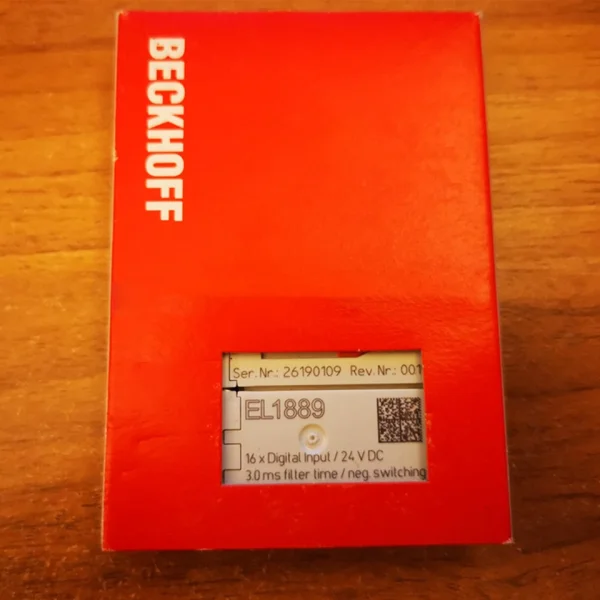 BECKHOFF
Ser. Nr.: 26190109 Rev. Nr.: 001
EL1889
16 x Digital Input / 24 V DC
3.0 ms filter time / neg. switching